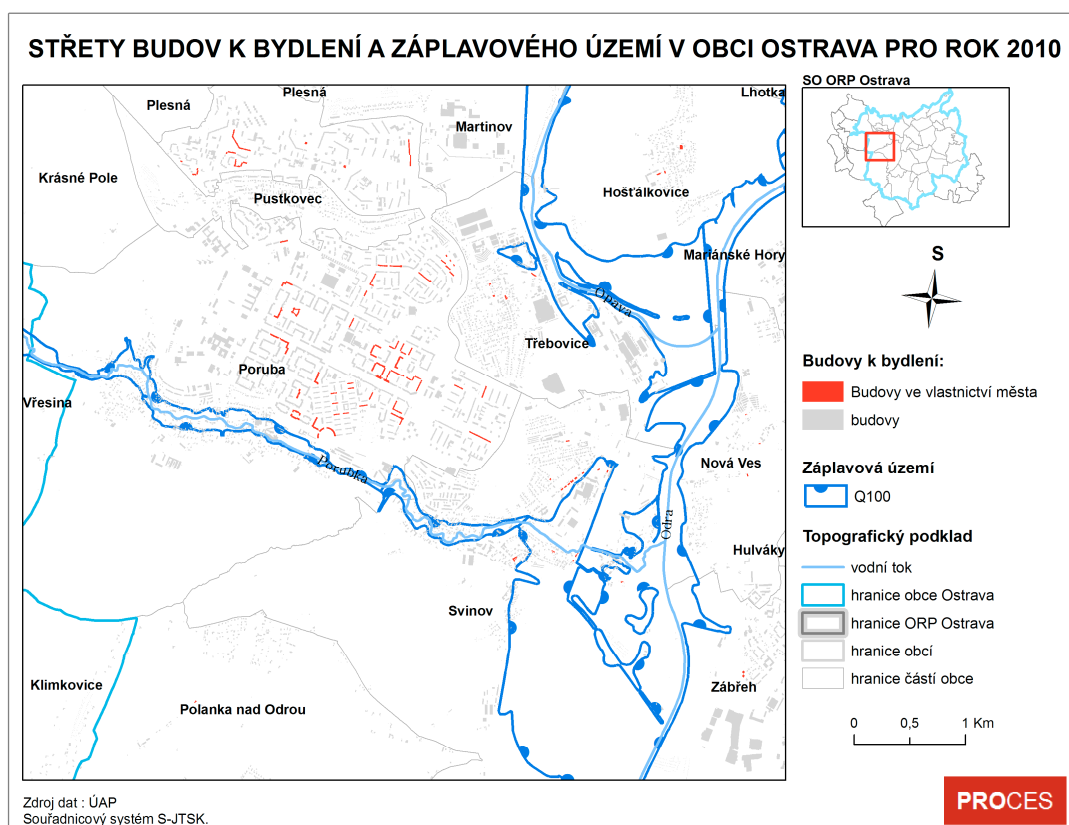 STŘETY BUDOV K BYDLENÍ A ZÁPLAVOVÉHO ÚZEMÍ V OBCI OSTRAVA PRO ROK 2010
SO ORP Ostrava
Plesná
Plesná
Lhotka
Martinov
Krásné Pole
Pustkovec
Hošťálkovice
Mariánské Hory
Opava
Třebovice
Poruba
Vřesina
Porubka
Nová Ves
Odra
Hulváky
Svinov
Klimkovice
Polanka nad Odrou
Zábřeh
S
Budovy k bydlení:
Budovy ve vlastnictví města
budovy
Záplavová území
Q100
Topografický podklad
vodní tok
hranice obce Ostrava
hranice ORP Ostrava
hranice obcí
hranice částí obce
0 0,5 1 Km
PROCES
Zdroj dat : ÚAP
Souřadnicový systém S-JTSK.